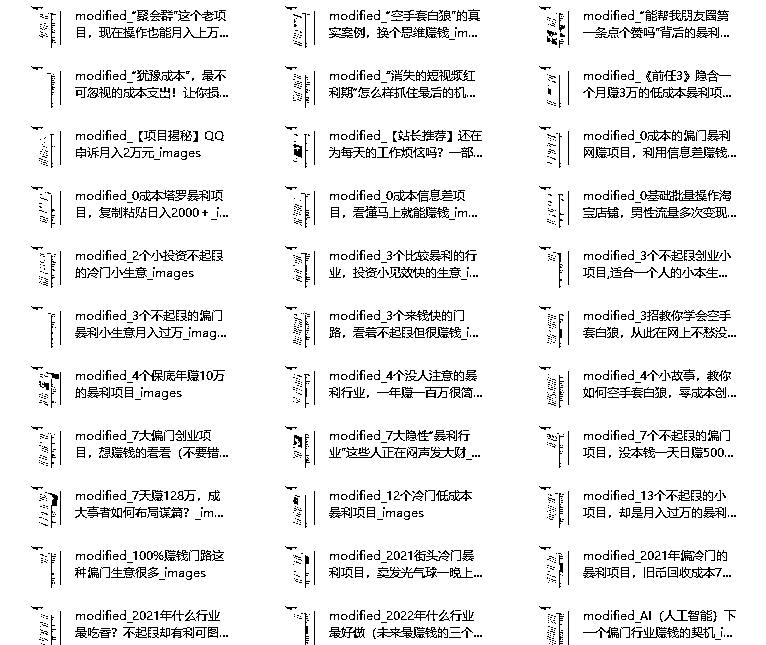 modified_“聚会群”这个老项
目，现在操作也能月入上万...
modified_“空手套白狼”的真
实案例，换个思维赚钱_im...
modified_“能帮我朋友圈第
一条点个赞吗”背后的暴利...
modified_“犹豫成本”，最不
可忽视的成本支出！让你损...
modified_“消失的短视频红
利期”怎么样抓住最后的机...
modified_《前任3》隐含一
个月赚3万的低成本暴利项...
modified_【项目揭秘】QQ
申诉月入2万元_images
modified_【站长推荐】还在
为每天的工作烦恼吗？一部...
modified_0成本的偏门暴利
网赚项目，利用信息差赚钱...
modified_0成本塔罗暴利项
目，复制粘贴日入2000＋_i...
modified_0成本信息差项
目，看懂马上就能赚钱_im...
modified_0基础批量操作淘
宝店铺，男性流量多次变现...
modified_2个小投资不起眼
的冷门小生意_images
modified_3个比较暴利的行
业，投资小见效快的生意_i...
modified_3个不起眼创业小
项目,适合一个人的小本生...
modified_3个不起眼的偏门
暴利小生意月入过万_imag...
modified_3个来钱快的门
路，看着不起眼但很赚钱_i...
modified_3招教你学会空手
套白狼，从此在网上不愁没...
modified_4个保底年赚10万
的暴利项目_images
modified_4个没人注意的暴
利行业，一年赚一百万很简...
modified_4个小故事，教你
如何空手套白狼，零成本创...
modified_7大偏门创业项
目，想赚钱的看看（不要错...
modified_7大隐性“暴利行
业”这些人正在闷声发大财_...
modified_7个不起眼的偏门
项目，没本钱一天日赚500...
modified_7天赚128万，成
大事者如何布局谋篇？_im...
modified_12个冷门低成本
暴利项目_images
modified_13个不起眼的小
项目，却是月入过万的暴利...
modified_100%赚钱门路这
种偏门生意很多_images
modified_2021街头冷门暴
利项目，卖发光气球一晚上...
modified_2021年偏冷门的
暴利项目，旧币回收成本7...
modified_2021年什么行业
最吃香？不起眼却有利可图...
modified_2022年什么行业
最好做（未来最赚钱的三个...
modified_AI（人工智能）下
一个偏门行业赚钱的契机_i...